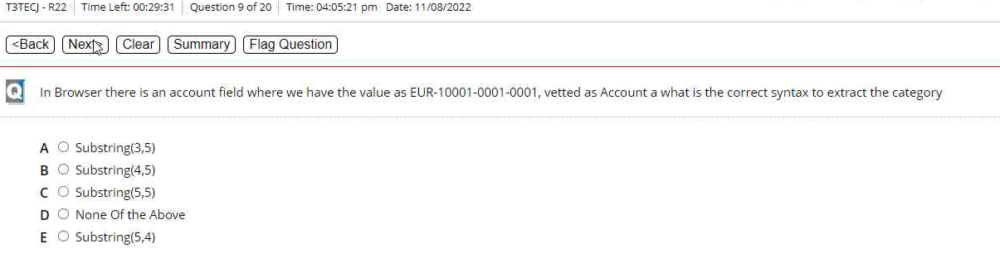 T3TECJ - R22 Time Left: 00:29:31 Question 9 of 20 Time: 04:05:21 pm Date: 11/08/2022
<Back Next Clear Summary Flag Question
Q In Browser there is an account field where we have the value as EUR-10001-0001-0001, vetted as Account a what is the correct syntax to extract the category
A Substring(3,5)
B Substring(4,5)
C Substring(5,5)
D None Of the Above
E Substring(5,4)